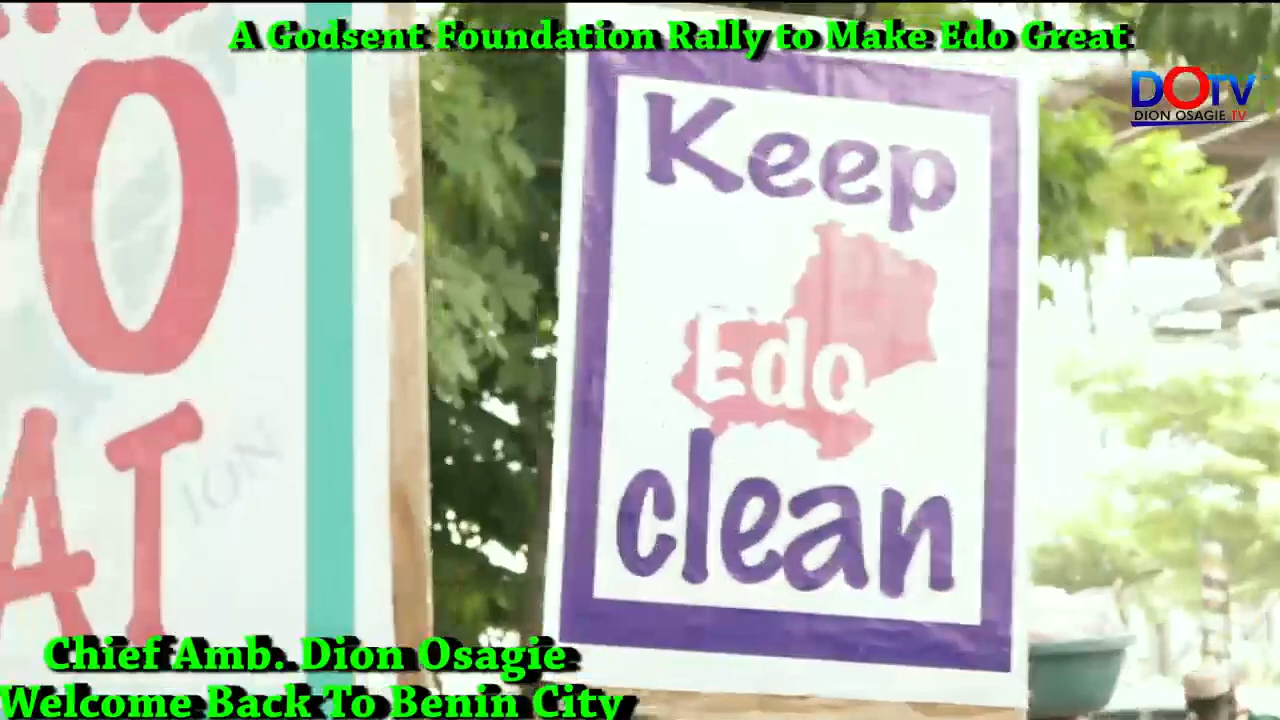 A Godsent Foundation Rally to Make Edo Great
DOTV
DION OSAGIE .TV
Keep
Edo
clean
O
AI
Chief Amb. Dion Osagie
Welcome Back To Benin City